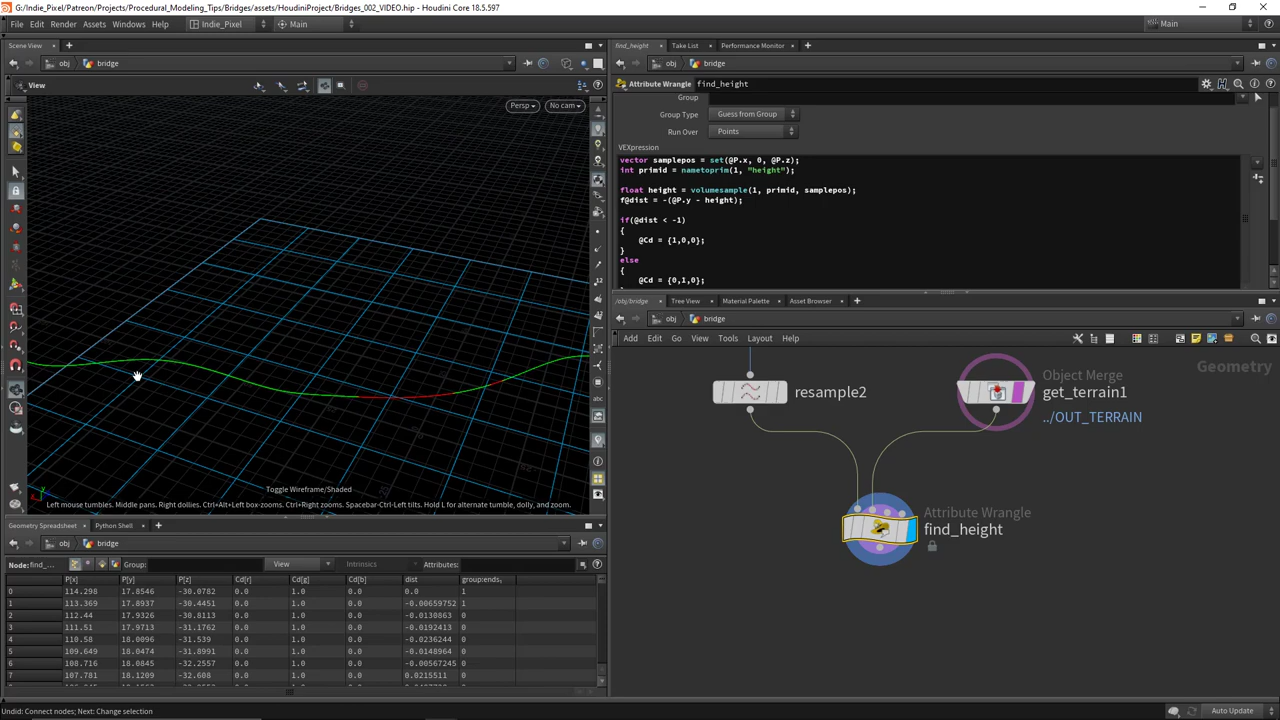 G:/Indie_Pixel/Patreon/Projects/Procedural_Modeling_Tips/Bridges/assets/HoudiniProject/Bridges_002_VIDEO.hip - Houdini Core 18.5.597
File Edit Render Assets Windows Help Indie_Pixel Main Main
Scene View
obj bridge
View
Persp No cam
Toggle Wireframe/Shaded
Left mouse tumbles. Middle pans. Right dollies. Ctrl+Alt+Left box-zooms. Ctrl+Right zooms. Spacebar-Ctrl-Left tilts. Hold L for alternate tumble, dolly, and zoom.
Geometry Spreadsheet Python Shell
obj bridge
Node: find_... Group: View Intrinsics Attributes:
P[x] P[y] P[z] Cd[r] Cd[g] Cd[b] dist group:ends
0 114.298 17.8546 -30.0782 0.0 1.0 0.0 0.0 1
1 113.369 17.8937 -30.4451 0.0 1.0 0.0 -0.00659752 1
2 112.44 17.9326 -30.8113 0.0 1.0 0.0 -0.0130863 0
3 111.51 17.9713 -31.1762 0.0 1.0 0.0 -0.0192413 0
4 110.58 18.0096 -31.539 0.0 1.0 0.0 -0.0236244 0
5 109.649 18.0474 -31.8991 0.0 1.0 0.0 -0.0148964 0
6 108.716 18.0845 -32.2557 0.0 1.0 0.0 -0.00567245 0
7 107.781 18.1209 -32.608 0.0 1.0 0.0 0.0215511 0
find_height Take List Performance Monitor
obj bridge
Attribute Wrangle find_height
Group
Group Type Guess from Group
Run Over Points
VEXpression
vector samplepos = set(@P.x, 0, @P.z);
int primid = nametoprim(1, "height");
float height = volumesample(1, primid, samplepos);
f@dist = -(@P.y - height);
if(@dist < -1)
{
@Cd = {1,0,0};
}
else
{
@Cd = {0,1,0};
/obj/bridge Tree View Material Palette Asset Browser
obj bridge
Add Edit Go View Tools Layout Help
Geometry
resample2
Object Merge
get_terrain1
../OUT_TERRAIN
Attribute Wrangle
find_height
Undid: Connect nodes; Next: Change selection
Auto Update